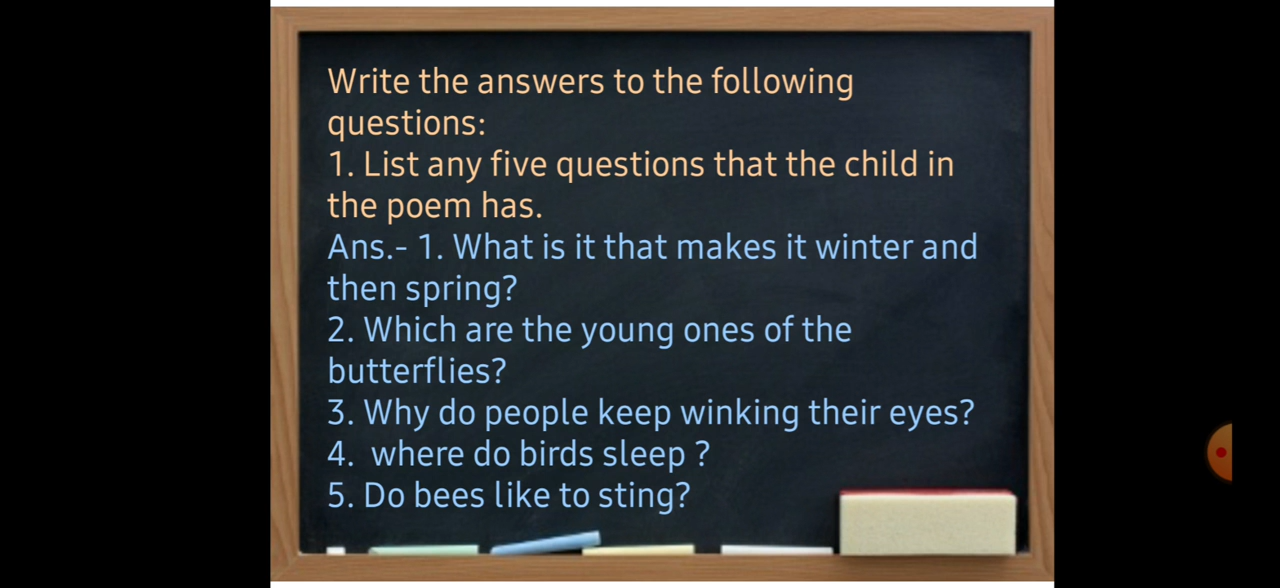 Write the answers to the following
questions:
1. List any five questions that the child in
the poem has.
Ans.- 1. What is it that makes it winter and
then spring?
2. Which are the young ones of the
butterflies?
3. Why do people keep winking their eyes?
4.  where do birds sleep ?
5. Do bees like to sting?